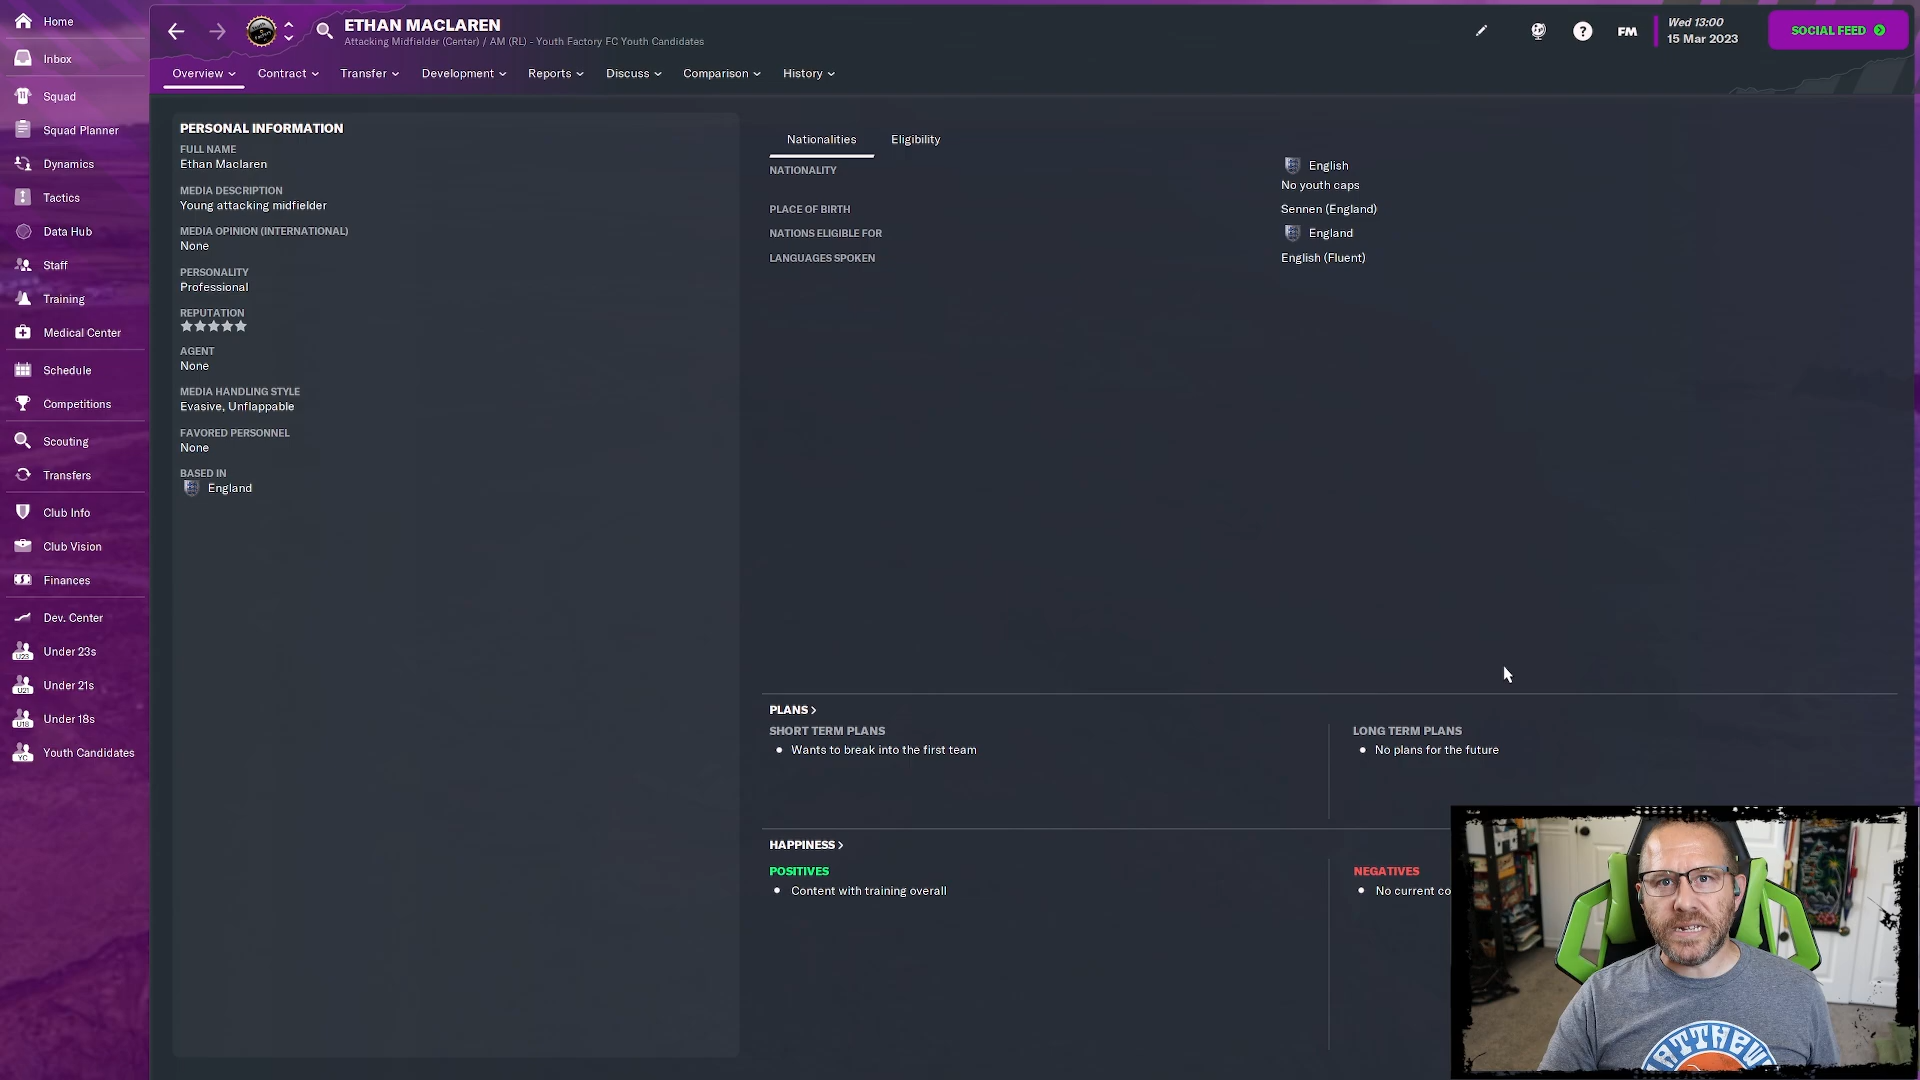 Home
Inbox
Squad
Squad Planner
Dynamics
Tactics
Data Hub
Staff
Training
Medical Center
Schedule
Competitions
Scouting
Transfers
Club Info
Club Vision
Finances
Dev. Center
U23
Under 23s
U21
Under 21s
U18
Under 18s
YC
Youth Candidates
ETHAN MACLAREN
Attacking Midfielder (Center) / AM (RL) - Youth Factory FC Youth Candidates
?
FM
Wed 13:00
15 Mar 2023
SOCIAL FEED
Overview
Contract
Transfer
Development
Reports
Discuss
Comparison
History
PERSONAL INFORMATION
FULL NAME
Ethan Maclaren
MEDIA DESCRIPTION
Young attacking midfielder
MEDIA OPINION (INTERNATIONAL)
None
PERSONALITY
Professional
REPUTATION
AGENT
None
MEDIA HANDLING STYLE
Evasive, Unflappable
FAVORED PERSONNEL
None
BASED IN
England
Nationalities
Eligibility
NATIONALITY
English
No youth caps
PLACE OF BIRTH
Sennen (England)
NATIONS ELIGIBLE FOR
England
LANGUAGES SPOKEN
English (Fluent)
PLANS >
SHORT TERM PLANS
• Wants to break into the first team
LONG TERM PLANS
• No plans for the future
HAPPINESS >
POSITIVES
• Content with training overall
NEGATIVES
• No current co
MATTHEW